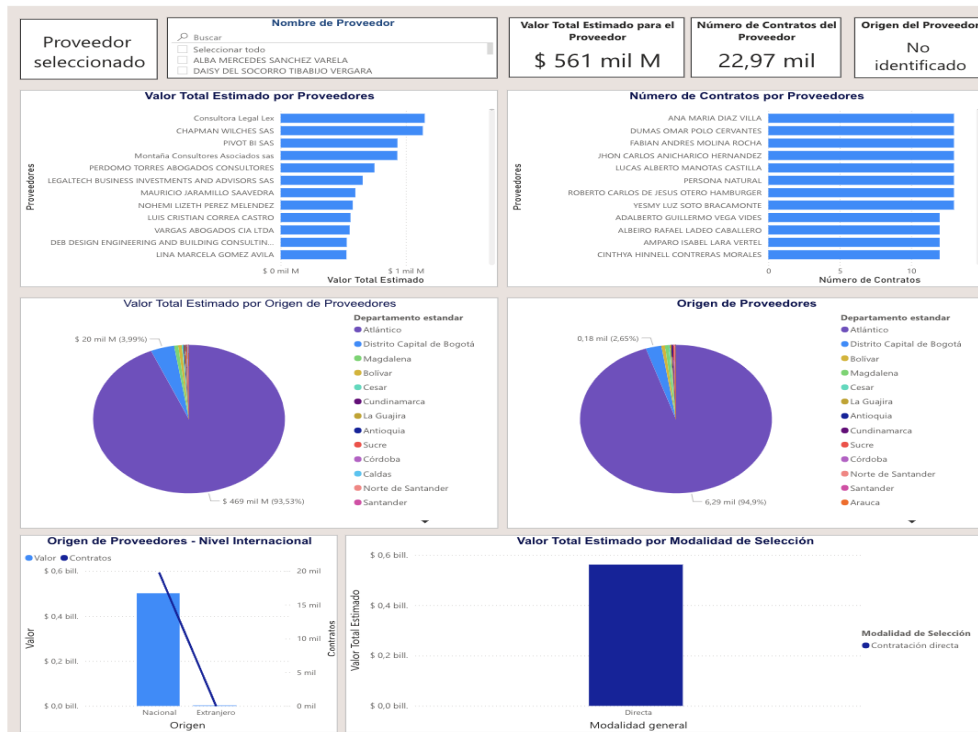 Proveedor
seleccionado
Nombre de Proveedor
Buscar
Seleccionar todo
ALBA MERCEDES SANCHEZ VARELA
DAISY DEL SOCORRO TIBABIJO VERGARA
Valor Total Estimado para el
Proveedor
$ 561 mil M
Número de Contratos del
Proveedor
22,97 mil
Origen del Proveedor
No
identificado
Valor Total Estimado por Proveedores
Proveedores
Consultora Legal Lex
CHAPMAN WILCHES SAS
PIVOT BI SAS
Montaña Consultores Asociados sas
PERDOMO TORRES ABOGADOS CONSULTORES
LEGALTECH BUSINESS INVESTMENTS AND ADVISORS SAS
MAURICIO JARAMILLO SAAVEDRA
NOHEMI LIZETH PEREZ MELENDEZ
LUIS CRISTIAN CORREA CASTRO
VARGAS ABOGADOS CIA LTDA
DEB DESIGN ENGINEERING AND BUILDING CONSULTIN...
LINA MARCELA GOMEZ AVILA
$ 0 mil M $ 1 mil M
Valor Total Estimado
Número de Contratos por Proveedores
Proveedores
ANA MARIA DIAZ VILLA
DUMAS OMAR POLO CERVANTES
FABIAN ANDRES MOLINA ROCHA
JHON CARLOS ANICHARICO HERNANDEZ
LUCAS ALBERTO MANOTAS CASTILLA
PERSONA NATURAL
ROBERTO CARLOS DE JESUS OTERO HAMBURGER
YESMY LUZ SOTO BRACAMONTE
ADALBERTO GUILLERMO VEGA VIDES
ALBEIRO RAFAEL LADEO CABALLERO
AMPARO ISABEL LARA VERTEL
CINTHYA HINNELL CONTRERAS MORALES
0 5 10
Número de Contratos
Valor Total Estimado por Origen de Proveedores
$ 20 mil M (3,99%)
$ 469 mil M (93,53%)
Departamento estandar
Atlántico
Distrito Capital de Bogotá
Magdalena
Bolívar
Cesar
Cundinamarca
La Guajira
Antioquia
Sucre
Córdoba
Caldas
Norte de Santander
Santander
Origen de Proveedores
0,18 mil (2,65%)
6,29 mil (94,9%)
Departamento estandar
Atlántico
Distrito Capital de Bogotá
Bolívar
Magdalena
Cesar
La Guajira
Antioquia
Cundinamarca
Sucre
Córdoba
Norte de Santander
Santander
Arauca
Origen de Proveedores - Nivel Internacional
Valor Contratos
$ 0,6 bill.
$ 0,4 bill.
$ 0,2 bill.
$ 0,0 bill.
Valor
20 mil
15 mil
10 mil
5 mil
0 mil
Contratos
Nacional Extranjero
Origen
Valor Total Estimado por Modalidad de Selección
Valor Total Estimado
$ 0,6 bill.
$ 0,4 bill.
$ 0,2 bill.
$ 0,0 bill.
Directa
Modalidad general
Modalidad de Selección
Contratación directa